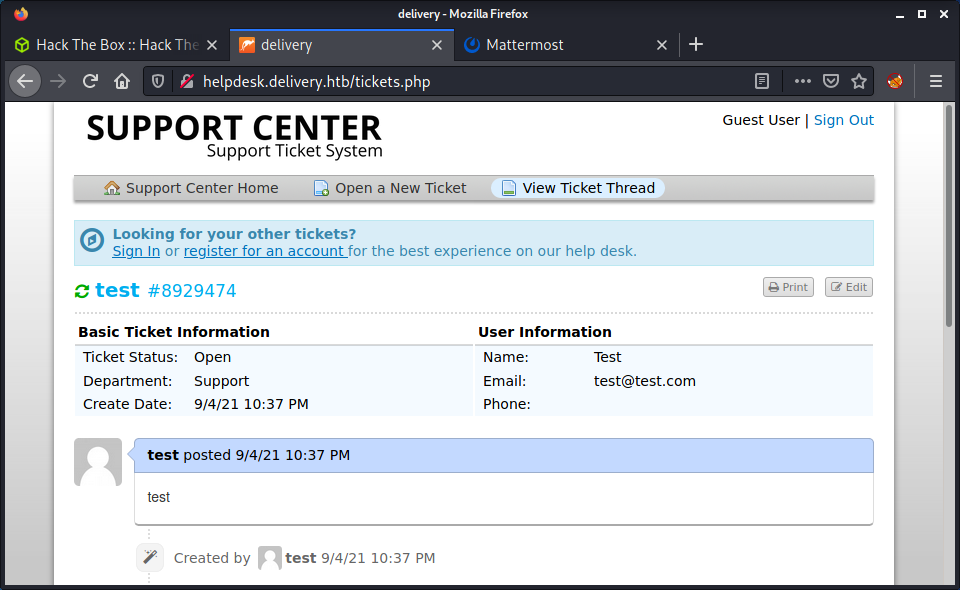 delivery - Mozilla Firefox
Hack The Box :: Hack The
delivery
Mattermost
helpdesk.delivery.htb/tickets.php
SUPPORT CENTER
Support Ticket System
Guest User | Sign Out
Support Center Home
Open a New Ticket
View Ticket Thread
Looking for your other tickets?
Sign In or register for an account for the best experience on our help desk.
test #8929474
Print
Edit
Basic Ticket Information
User Information
Ticket Status: Open
Name: Test
Department: Support
Email: test@test.com
Create Date: 9/4/21 10:37 PM
Phone:
test posted 9/4/21 10:37 PM
test
Created by test 9/4/21 10:37 PM